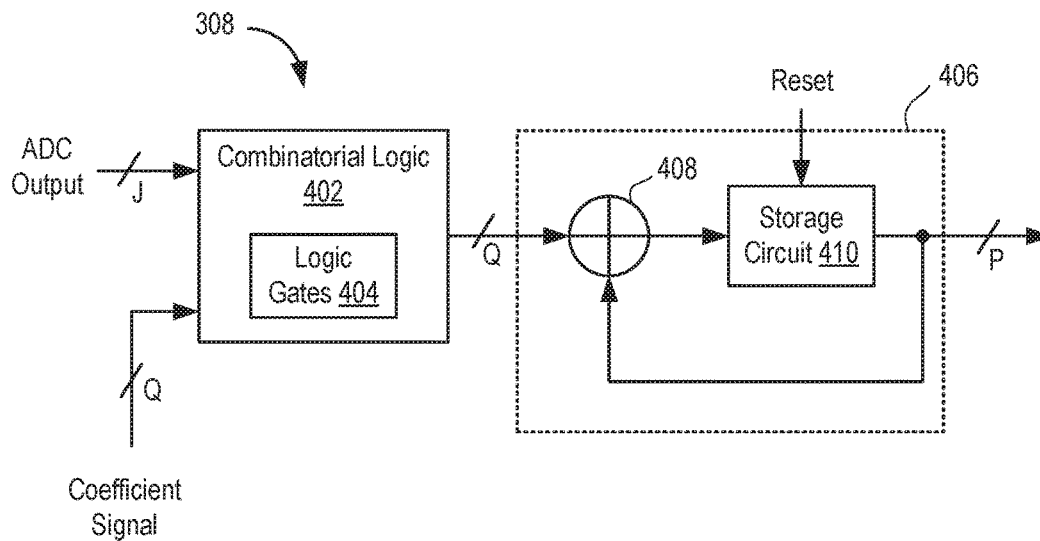 308
Reset
406
ADC
Output
J
Combinatorial Logic
402
Logic
Gates 404
Q
408
Storage
Circuit 410
P
Q
Coefficient
Signal